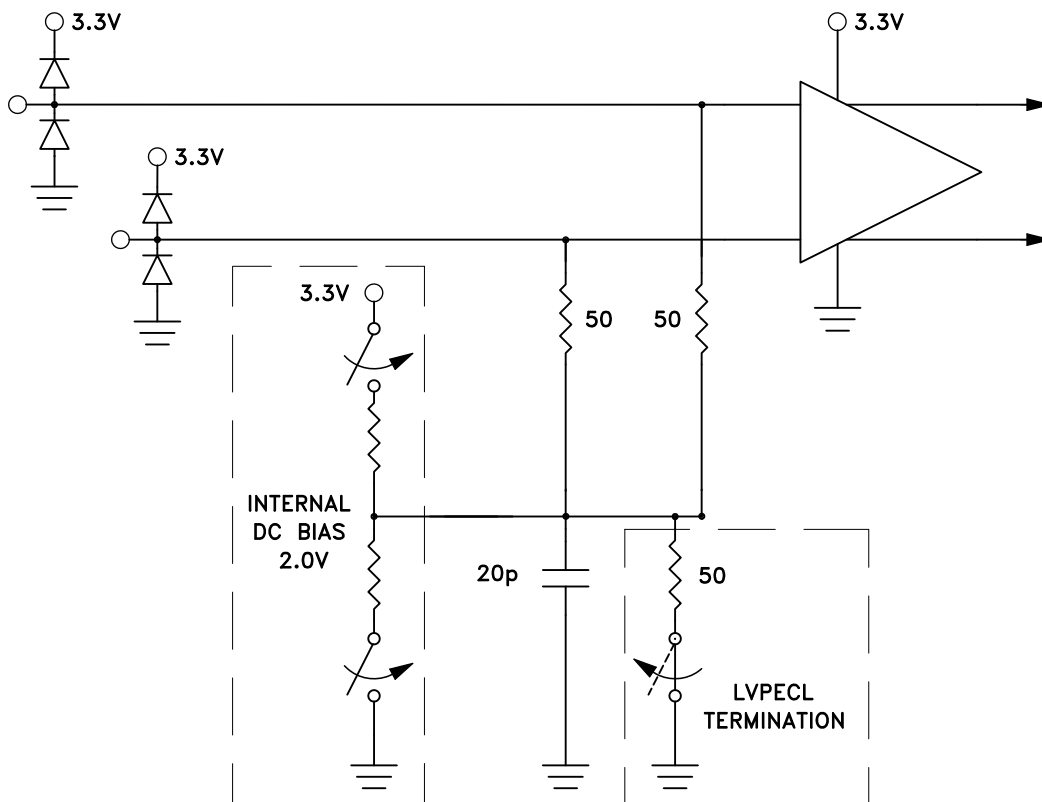 3.3V
3.3V
3.3V
3.3V
50
50
INTERNAL
DC BIAS
2.0V
20p
50
LVPECL
TERMINATION